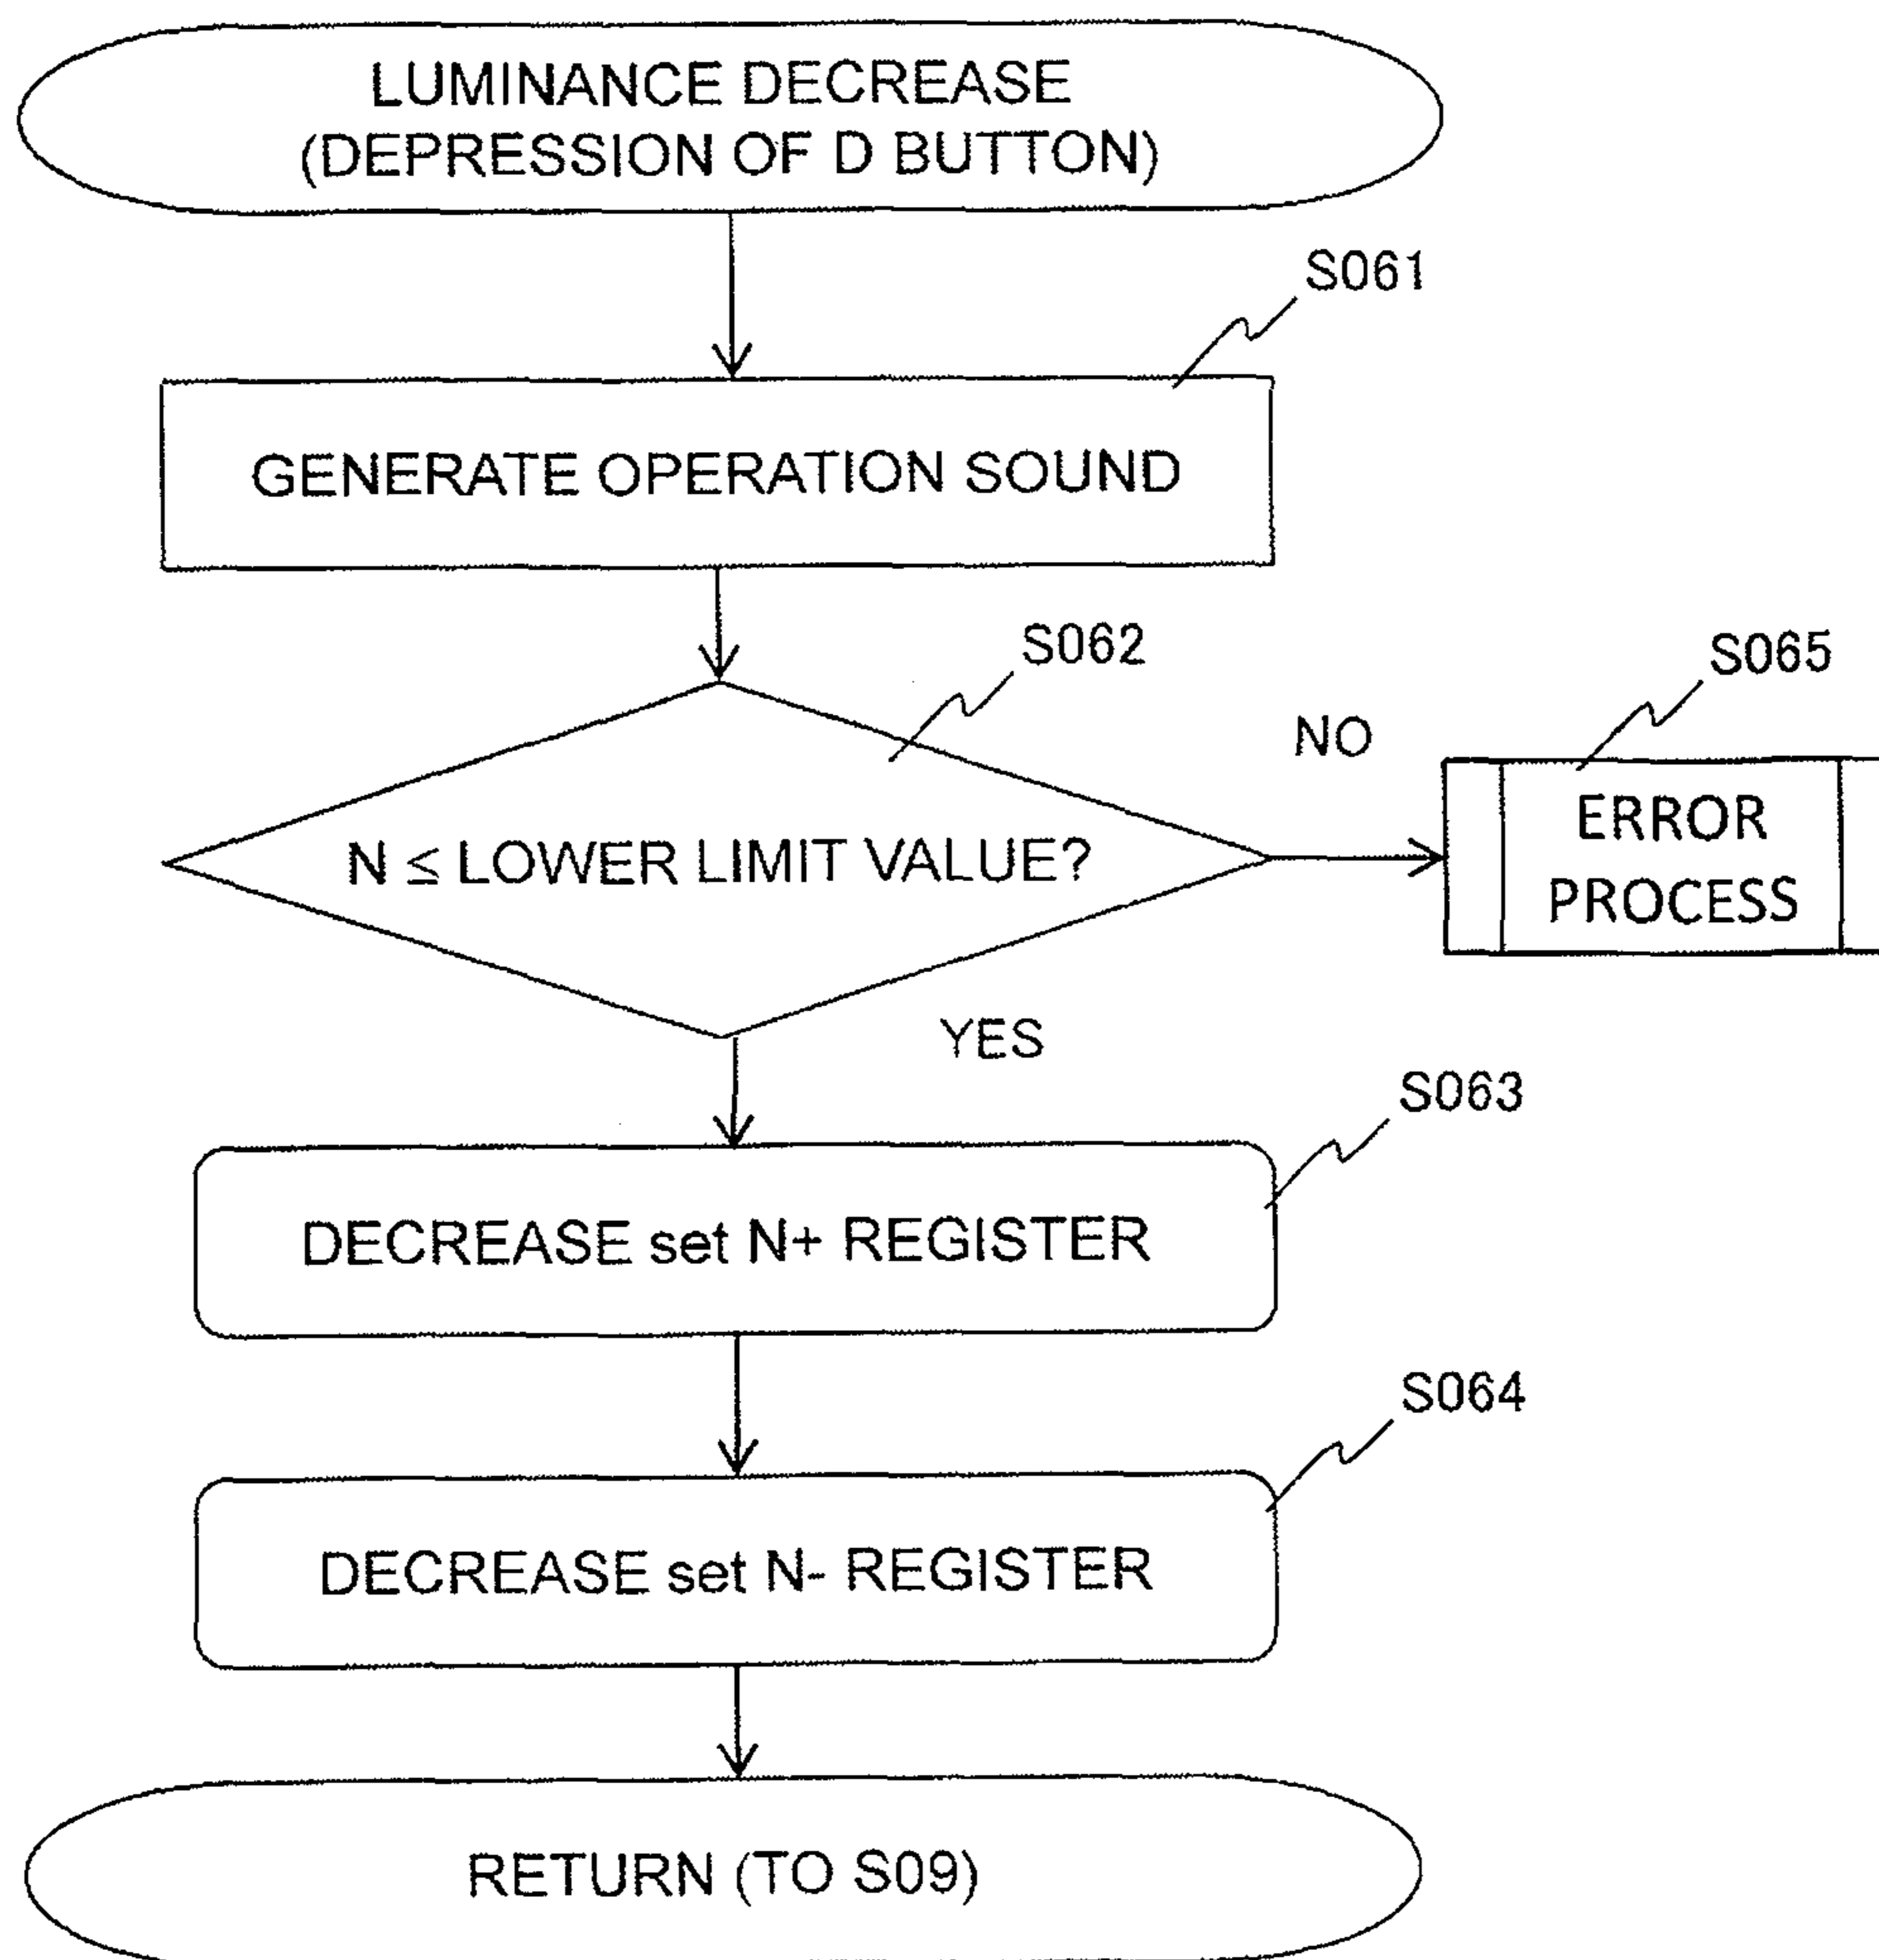 LUMINANCE DECREASE
(DEPRESSION OF D BUTTON)
S061
GENERATE OPERATION SOUND
S062
N ≤ LOWER LIMIT VALUE?
NO
S065
ERROR
PROCESS
YES
S063
DECREASE set N+ REGISTER
S064
DECREASE set N- REGISTER
RETURN (TO S09)